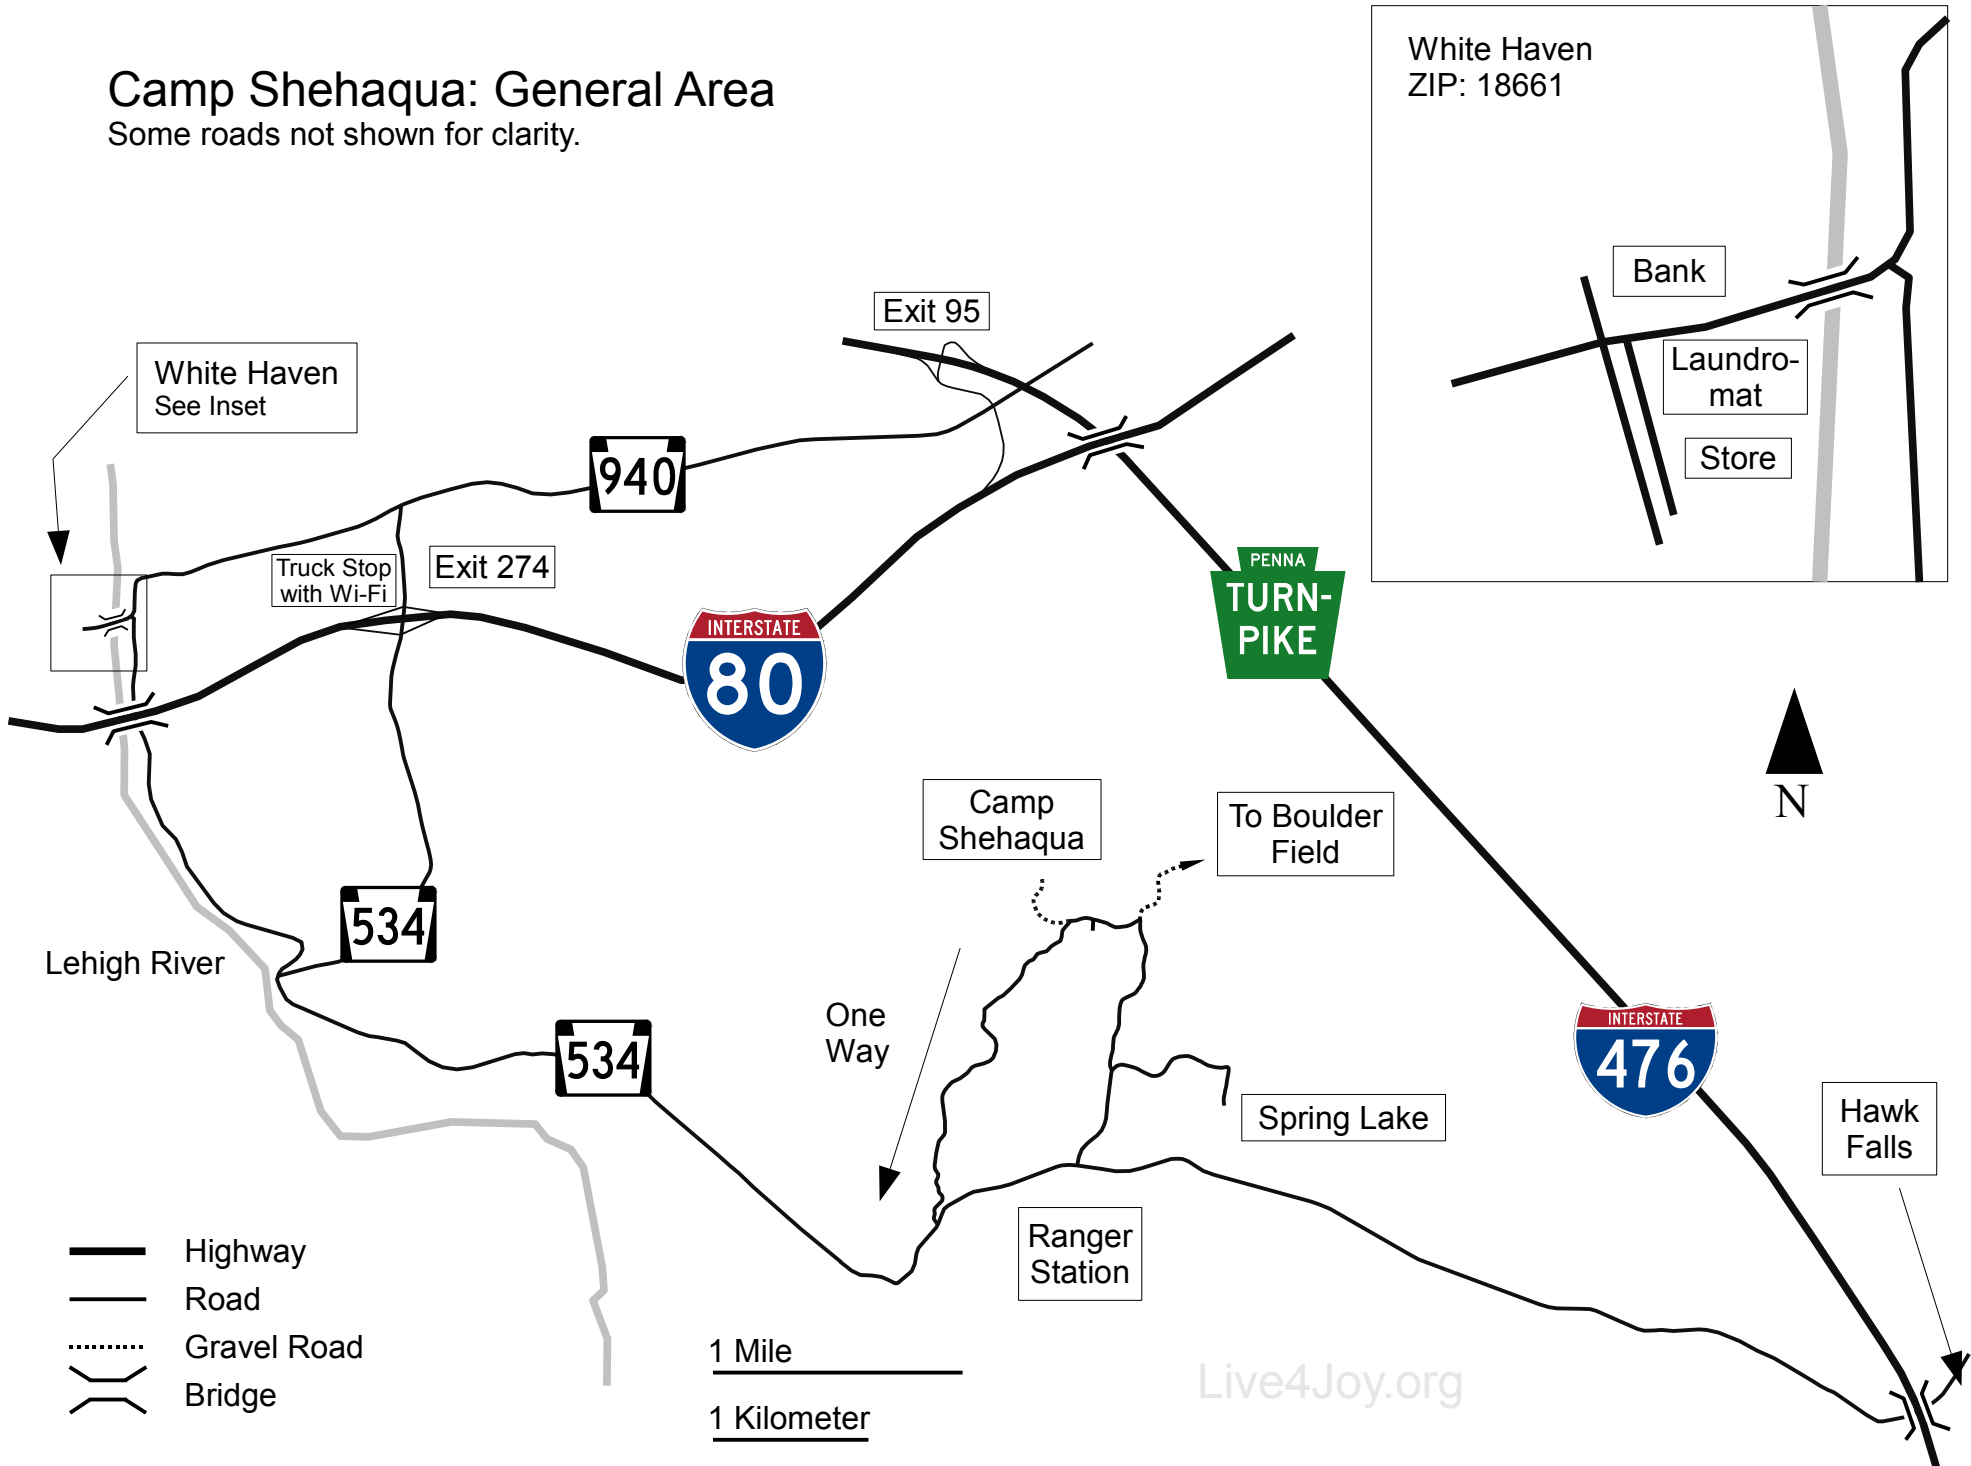 Camp Shehaqua: General Area
Some roads not shown for clarity.
White Haven
ZIP: 18661
Bank
Laundro-
mat
Store
Exit 95
White Haven
See Inset
940
Truck Stop
with Wi-Fi
Exit 274
INTERSTATE
80
PENNA
TURN-
PIKE
N
Camp
Shehaqua
To Boulder
Field
534
Lehigh River
One
Way
534
INTERSTATE
476
Spring Lake
Hawk
Falls
Ranger
Station
Highway
Road
Gravel Road
Bridge
1 Mile
1 Kilometer
Live4Joy.org